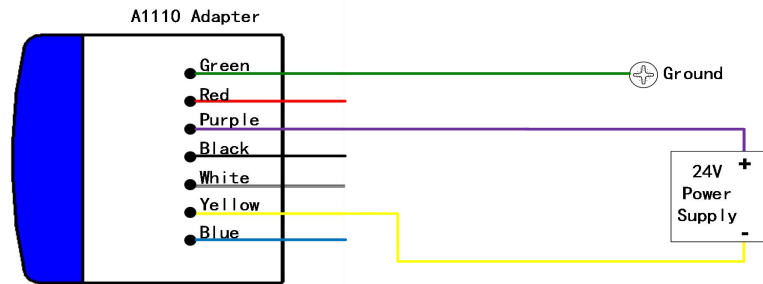 A1110 Adapter
Green
Ground
Red
Purple
Black
White
Yellow
Blue
24V
Power
Supply
+
-